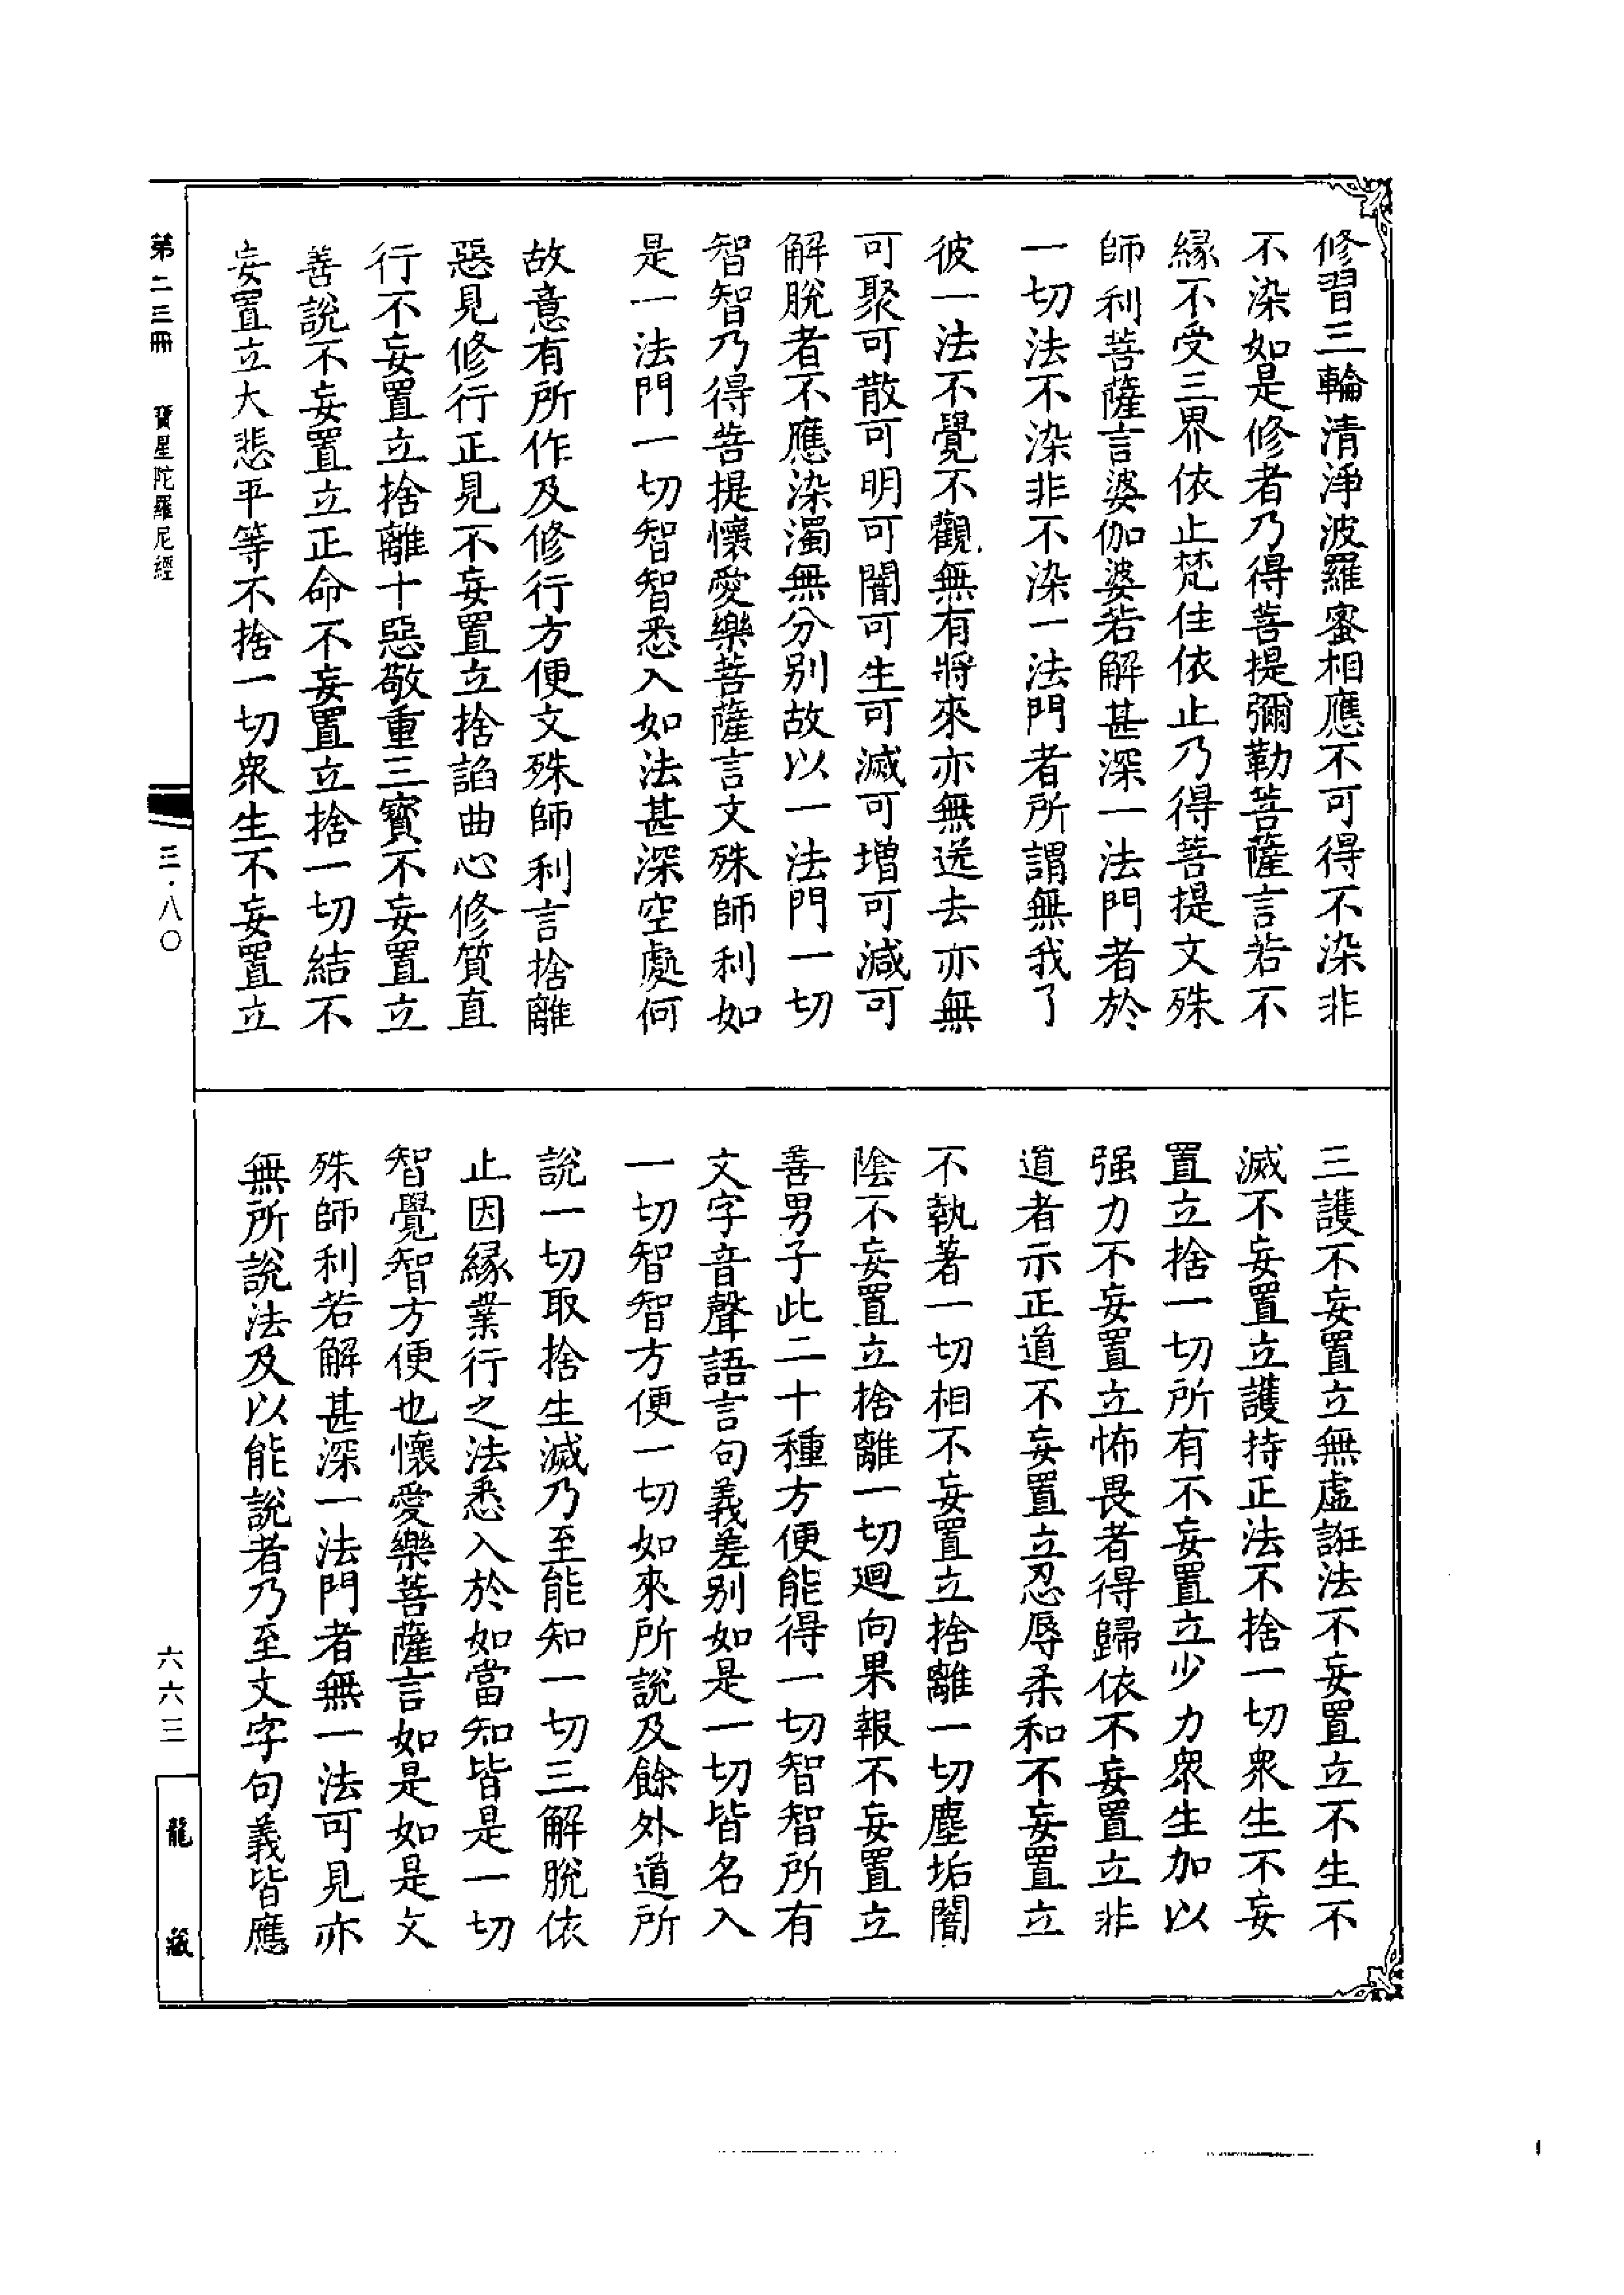 修習三輪清淨波羅蜜相應不可得不染非
不染如是修者乃得菩提彌勒菩薩言若不
緣不受三界依止梵住依止乃得菩提文殊
師利菩薩言婆伽婆若解甚深一法門者於
一切法不染非不染一法門者所謂無我了
彼一法不覺不觀無有將來亦無送去亦無
可聚可散可明可闇可生可滅可增可減可
解脫者不應染濁無分別故以一法門一切
智智乃得菩提懷愛樂菩薩言文殊師利如
是一法門一切智智悉入如法甚深空處何
故意有所作及修行方便文殊師利言捨離
惡見修行正見不妄置立捨諂曲心修質直
行不妄置立捨離十惡敬重三寶不妄置立
善說不妄置立正命不妄置立捨一切結不
妄置立大悲平等不捨一切眾生不妄置立
三護不妄置立無虛誑法不妄置立不生不
滅不妄置立護持正法不捨一切眾生不妄
置立捨一切所有不妄置立少力眾生加以
强力不妄置立怖畏者得歸依不妄置立非
道者示正道不妄置立忍辱柔和不妄置立
不執著一切相不妄置立捨離一切塵垢闇
陰不妄置立捨離一切迴向果報不妄置立
善男子此二十種方便能得一切智智所有
文字音聲語言句義差別如是一切皆名入
一切智智方便一切如來所說及餘外道所
說一切取捨生滅乃至能知一切三解脫依
止因緣業行之法悉入於如當知皆是一切
智覺智方便也懷愛樂菩薩言如是如是文
殊師利若解甚深一法門者無一法可見亦
無所說法及以能說者乃至文字句義皆應
第二三冊 寶星陀羅尼經
三·八〇
六六三
龍藏